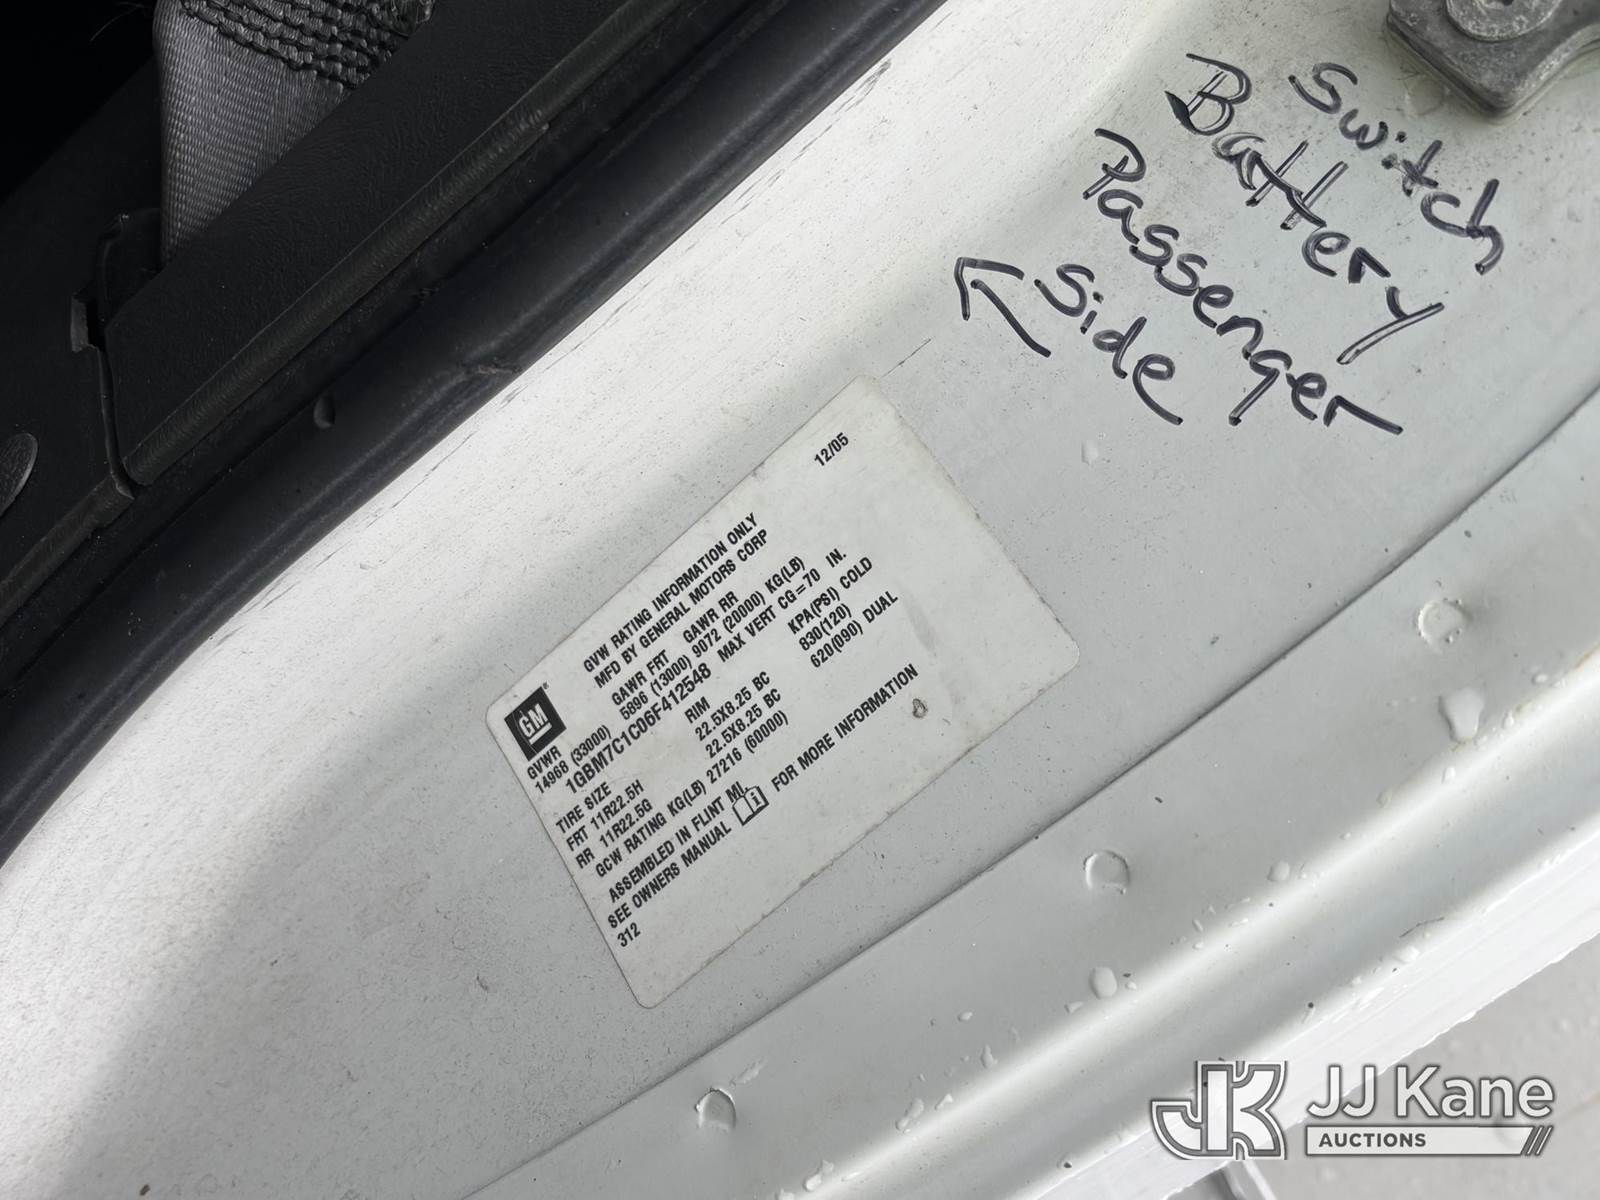 Switch
Battery
Passenger
Side
12/05
GM
GVW RATING INFORMATION ONLY
MFD BY GENERAL MOTORS CORP
GVWR GAWR FRT GAWR RR
14968 (33000) 5896 (13000) 9072 (20000) KG(LB)
1GBM7C1C06F412548 MAX VERT CG=70 IN.
TIRE SIZE RIM KPA(PSI) COLD
FRT 11R22.5H 22.5X8.25 BC 830(120)
RR 11R22.5G 22.5X8.25 BC 620(090) DUAL
GCW RATING KG(LB) 27216 (60000)
ASSEMBLED IN FLINT MI.
SEE OWNERS MANUAL FOR MORE INFORMATION
312
JK JJ Kane
AUCTIONS